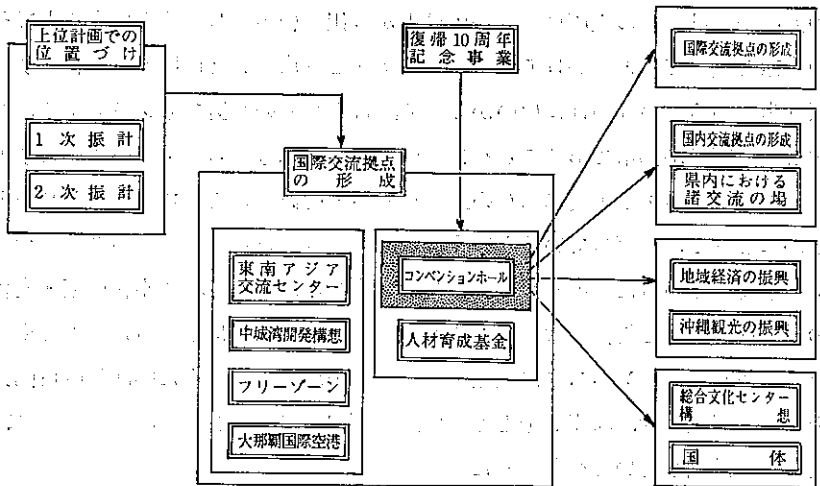 上位計画での
位置づけ
1次振計
2次振計
復帰10周年
記念事業
国際交流拠点
の形成
東南アジア
交流センター
中城湾開発構想
フリーゾーン
大那覇国際空港
コンベンションホール
人材育成基金
国際交流拠点の形成
国内交流拠点の形成
県内における
諸交流の場
地域経済の振興
沖縄観光の振興
総合文化センター
構想
国体